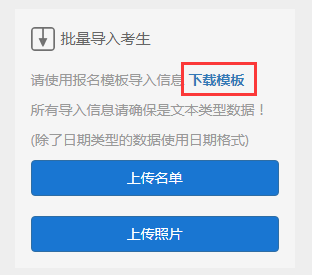 批量导入考生
请使用报名模板导入信息 下载模板
所有导入信息请确保是文本类型数据！
(除了日期类型的数据使用日期格式)
上传名单
上传照片